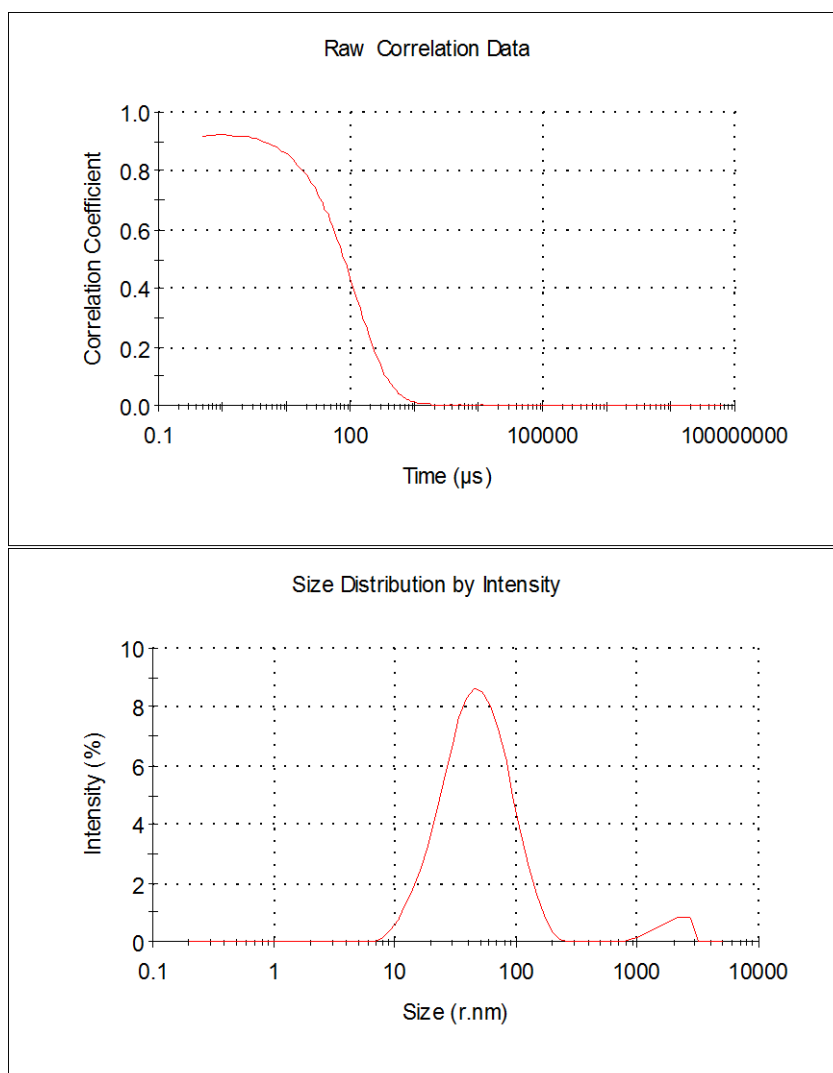 Raw Correlation Data
Correlation Coefficient
1.0
0.8
0.6
0.4
0.2
0.0
0.1 100 100000 100000000
Time (µs)
Size Distribution by Intensity
Intensity (%)
10
8
6
4
2
0
0.1 1 10 100 1000 10000
Size (r.nm)